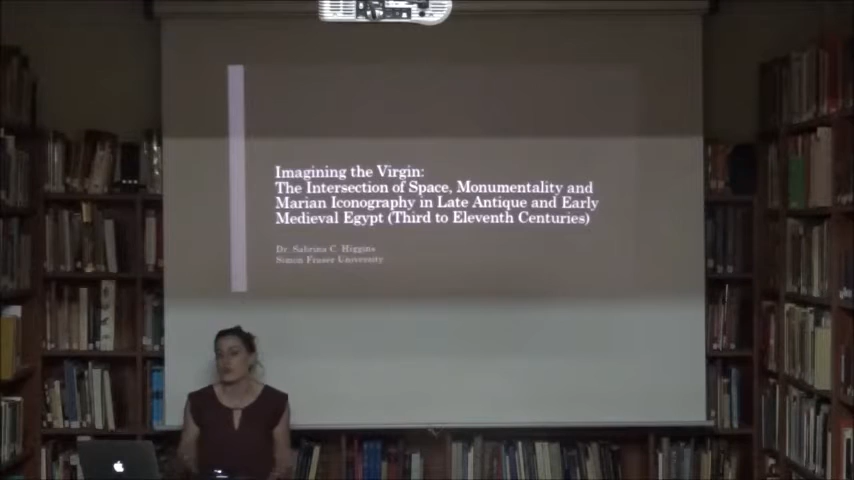 Imagining the Virgin:
The Intersection of Space, Monumentality and
Marian Iconography in Late Antique and Early
Medieval Egypt (Third to Eleventh Centuries)
Dr. Sabrina C. Higgins
Simon Fraser University